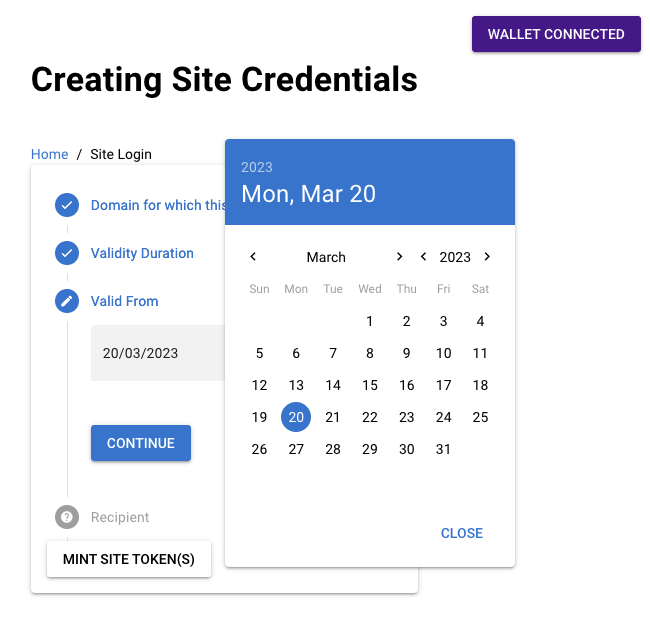 WALLET CONNECTED
Creating Site Credentials
Home / Site Login
Domain for which this
Validity Duration
Valid From
20/03/2023
CONTINUE
Recipient
MINT SITE TOKEN(S)
2023
Mon, Mar 20
March 2023
Sun Mon Tue Wed Thu Fri Sat
1 2 3 4
5 6 7 8 9 10 11
12 13 14 15 16 17 18
19 20 21 22 23 24 25
26 27 28 29 30 31
CLOSE